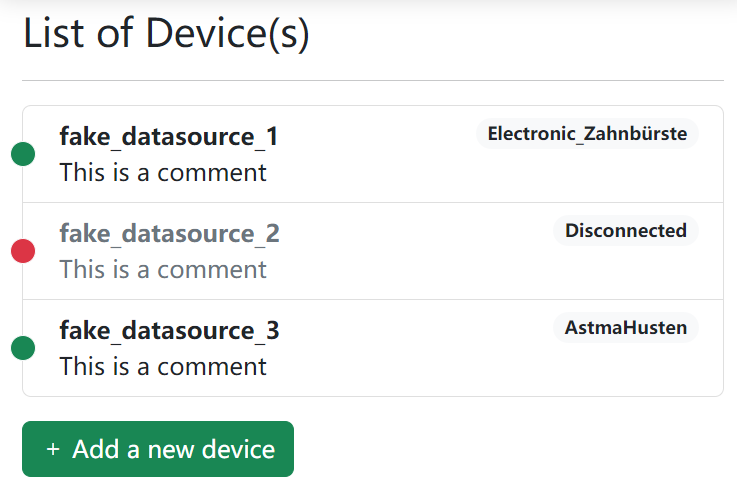 List of Device(s)
fake_datasource_1
Electronic_Zahnbürste
This is a comment
fake_datasource_2
Disconnected
This is a comment
fake_datasource_3
AstmaHusten
This is a comment
+ Add a new device